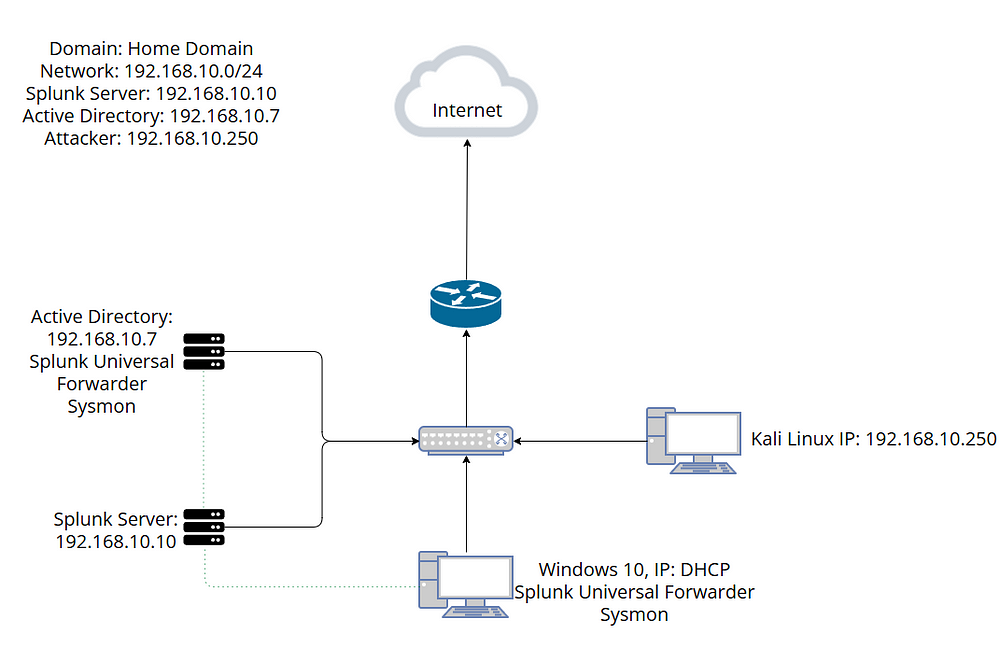 Domain: Home Domain
Network: 192.168.10.0/24
Splunk Server: 192.168.10.10
Active Directory: 192.168.10.7
Attacker: 192.168.10.250
Internet
Active Directory:
192.168.10.7
Splunk Universal
Forwarder
Sysmon
Kali Linux IP: 192.168.10.250
Splunk Server:
192.168.10.10
Windows 10, IP: DHCP
Splunk Universal Forwarder
Sysmon